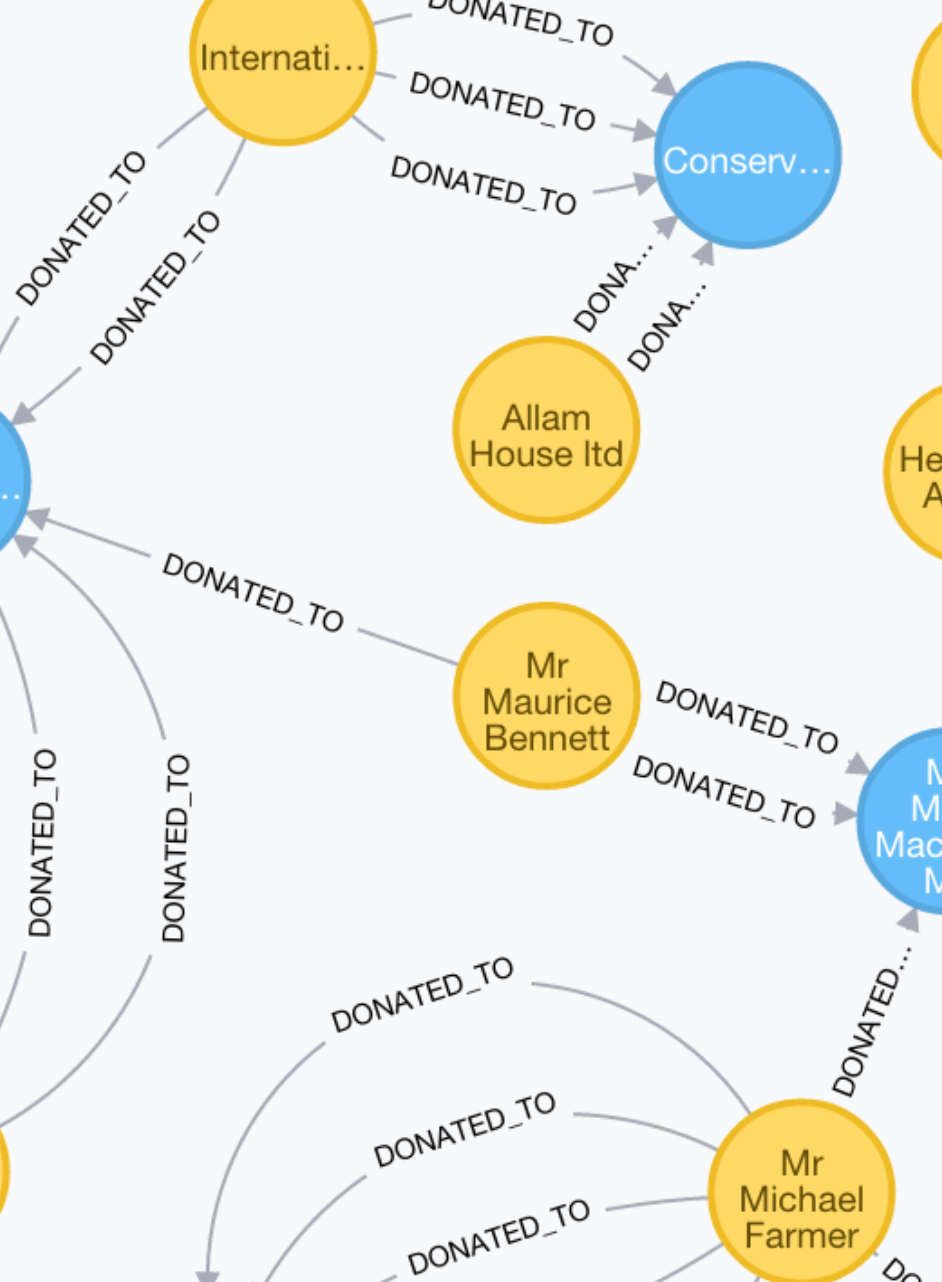 DONATED_TO
Internati...
DONATED_TO
Conserv...
DONATED_TO
DONATED_TO
DONATED_TO
DONA...
DONA...
Allam
House ltd
He
A
...
DONATED_TO
Mr
Maurice
Bennett
DONATED_TO
DONATED_TO
M
M
Mac
M
DONATED_TO
DONATED_TO
DONATED_TO
DONATED...
DONATED_TO
Mr
Michael
Farmer
DONATED_TO
DO